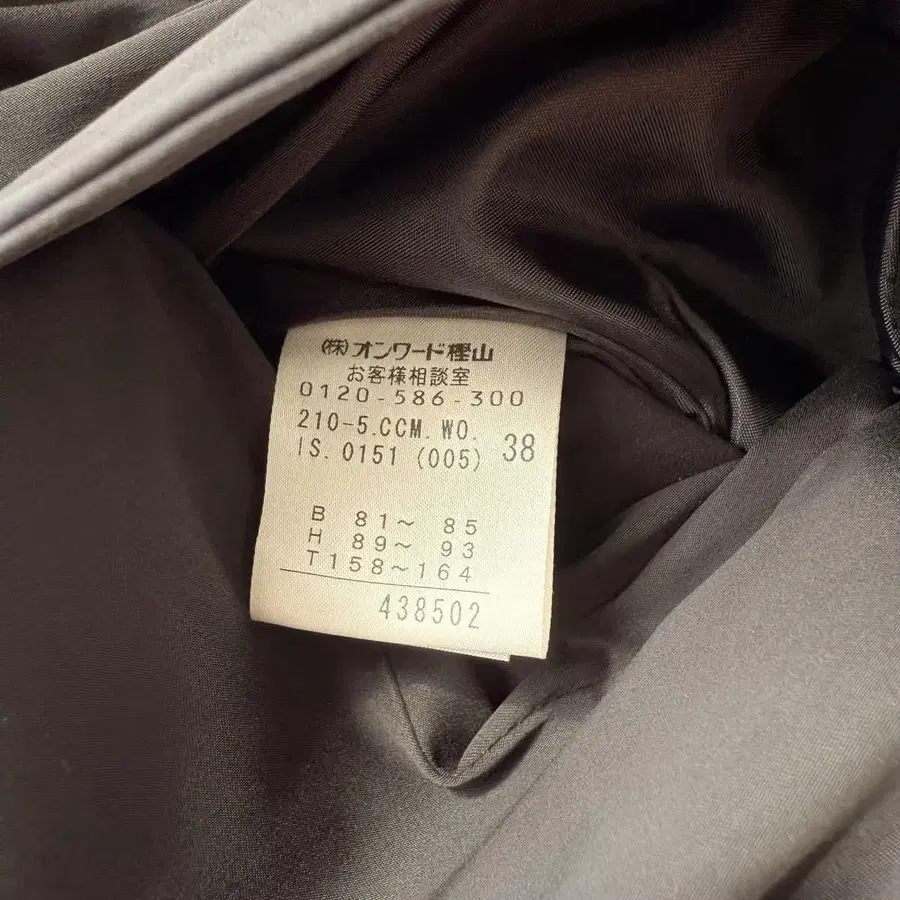 (株)オンワード樫山
お客様相談室
0120-586-300
210-5.CCM.WO.
IS.0151 (005) 38
B 81～ 85
H 89～ 93
T158～164
438502